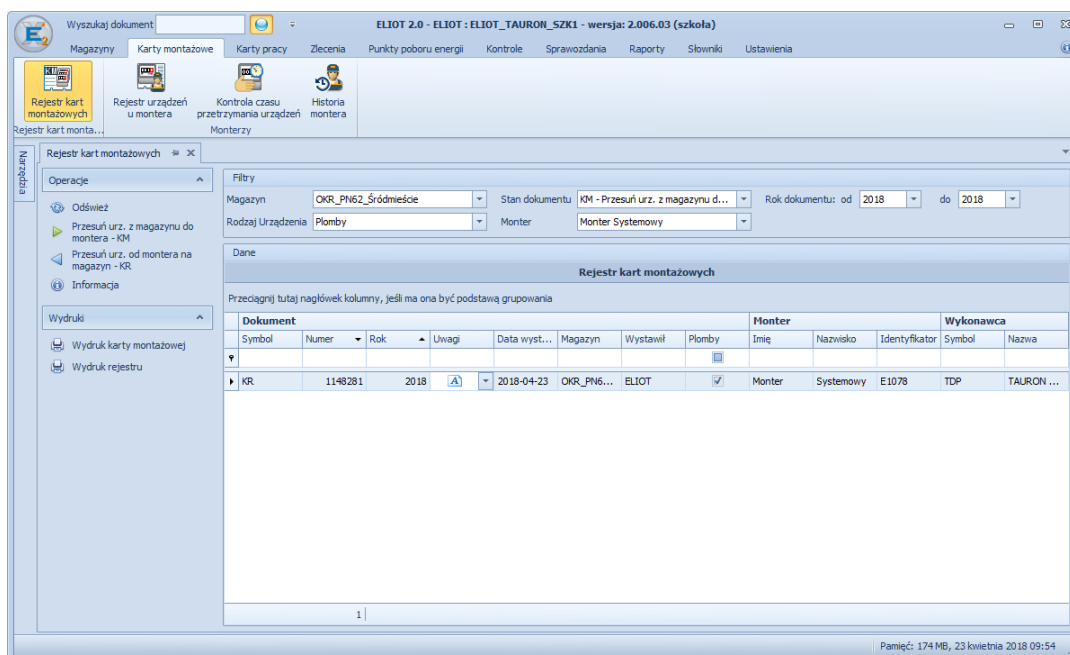 Wyszukaj dokument
ELIOT 2.0 - ELIOT : ELIOT_TAURON_SZK1 - wersja: 2.006.03 (szkoła)
E2
Magazyny Karty montażowe Karty pracy Zlecenia Punkty poboru energii Kontrole Sprawozdania Raporty Słowniki Ustawienia
Rejestr kart montażowych
Rejestr urządzeń u montera
Kontrola czasu przetrzymania urządzeń
Historia montera
Rejestr kart monta...
Monterzy
Narzędzia
Rejestr kart montażowych
Operacje
Odśwież
Przesuń urz. z magazynu do
montera - KM
Przesuń urz. od montera na
magazyn - KR
Informacja
Wydruki
Wydruk karty montażowej
Wydruk rejestru
Filtry
Magazyn OKR_PN62_Śródmieście Stan dokumentu KM - Przesuń urz. z magazynu d... Rok dokumentu: od 2018 do 2018
Rodzaj Urządzenia Plomby Monter Monter Systemowy
Dane
Rejestr kart montażowych
Przeciągnij tutaj nagłówek kolumny, jeśli ma ona być podstawą grupowania
Dokument Monter Wykonawca
Symbol Numer Rok Uwagi Data wyst... Magazyn Wystawił Plomby Imię Nazwisko Identyfikator Symbol Nazwa
KR 1148281 2018 A 2018-04-23 OKR_PN6... ELIOT Monter Systemowy E1078 TDP TAURON ...
1
Pamięć: 174 MB, 23 kwietnia 2018 09:54